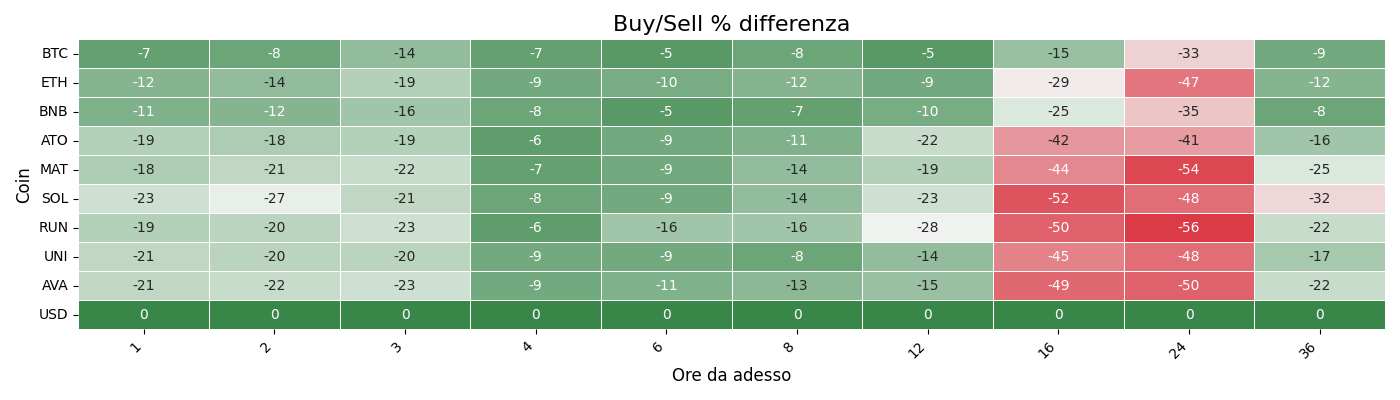 Buy/Sell % differenza
Coin
BTC -7 -8 -14 -7 -5 -8 -5 -15 -33 -9
ETH -12 -14 -19 -9 -10 -12 -9 -29 -47 -12
BNB -11 -12 -16 -8 -5 -7 -10 -25 -35 -8
ATO -19 -18 -19 -6 -9 -11 -22 -42 -41 -16
MAT -18 -21 -22 -7 -9 -14 -19 -44 -54 -25
SOL -23 -27 -21 -8 -9 -14 -23 -52 -48 -32
RUN -19 -20 -23 -6 -16 -16 -28 -50 -56 -22
UNI -21 -20 -20 -9 -9 -8 -14 -45 -48 -17
AVA -21 -22 -23 -9 -11 -13 -15 -49 -50 -22
USD 0 0 0 0 0 0 0 0 0 0
1 2 3 4 6 8 12 16 24 36
Ore da adesso